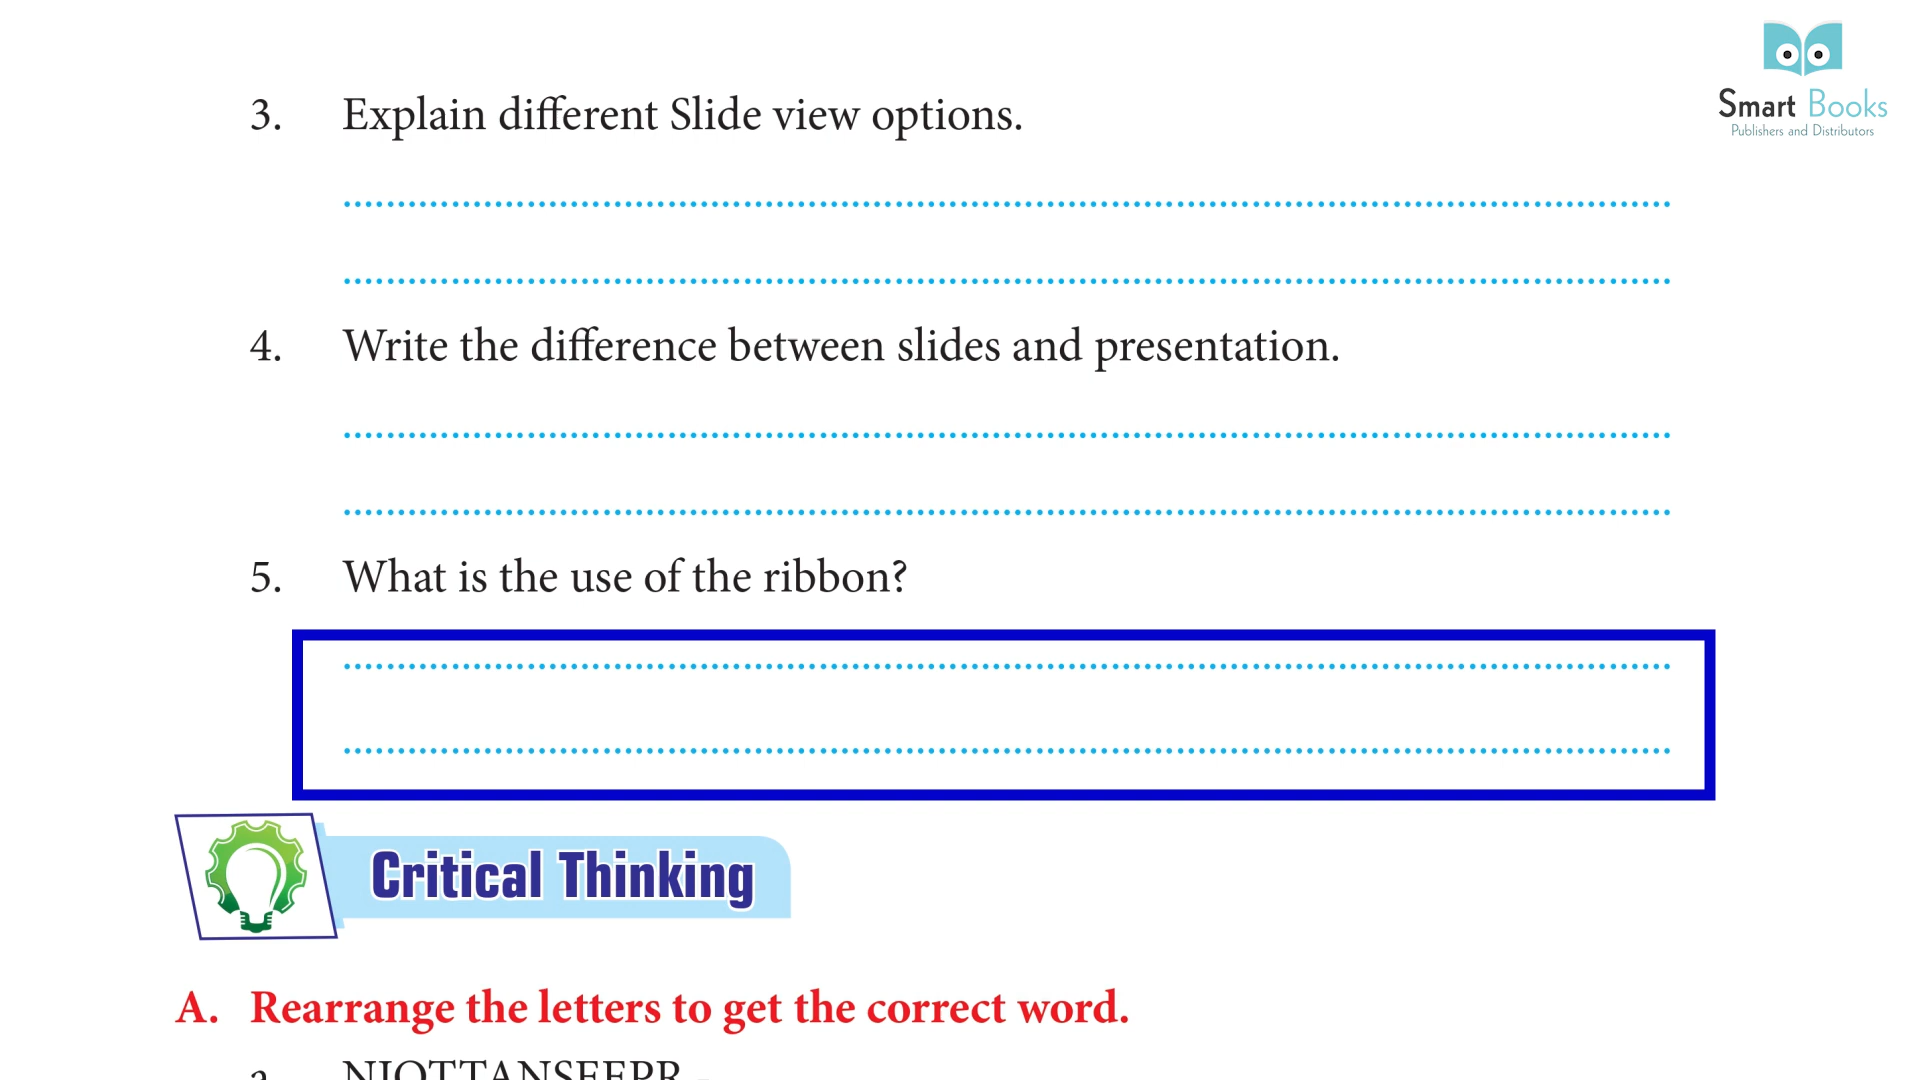 Smart Books
Publishers and Distributors
3. Explain different Slide view options.
4. Write the difference between slides and presentation.
5. What is the use of the ribbon?
Critical Thinking
A. Rearrange the letters to get the correct word.
a. NIOTTANSEEPR -